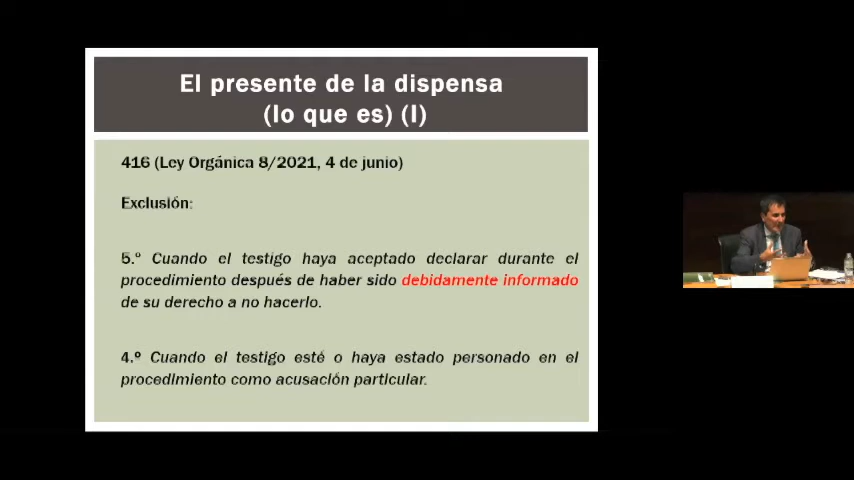 El presente de la dispensa
(lo que es) (I)
416 (Ley Orgánica 8/2021, 4 de junio)
Exclusión:
5.º Cuando el testigo haya aceptado declarar durante el
procedimiento después de haber sido debidamente informado
de su derecho a no hacerlo.
4.º Cuando el testigo esté o haya estado personado en el
procedimiento como acusación particular.